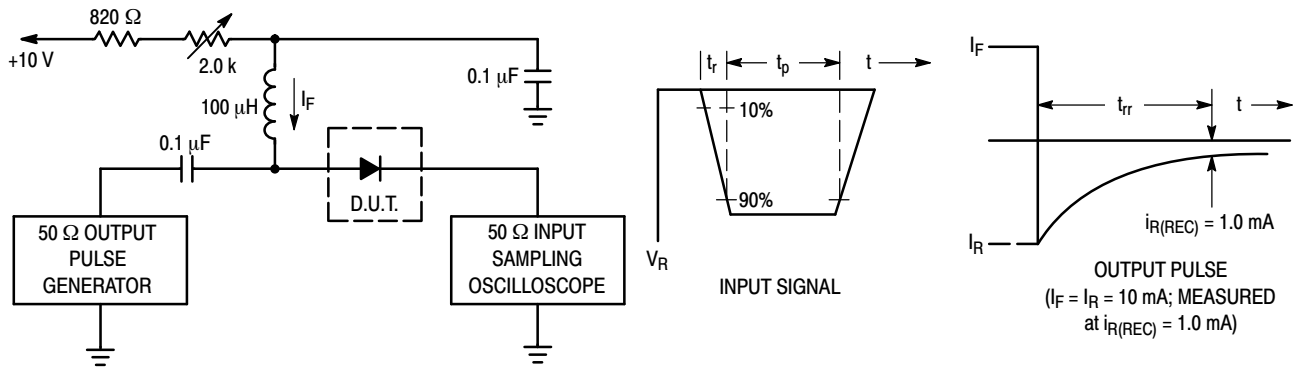 820 Ω
+10 V
2.0 k
100 μH
I_F
0.1 μF
0.1 μF
D.U.T.
50 Ω OUTPUT
PULSE
GENERATOR
50 Ω INPUT
SAMPLING
OSCILLOSCOPE
t_r
t_p
t
10%
90%
V_R
INPUT SIGNAL
I_F
t_rr
t
I_R
i_R(REC) = 1.0 mA
OUTPUT PULSE
(I_F = I_R = 10 mA; MEASURED
at i_R(REC) = 1.0 mA)